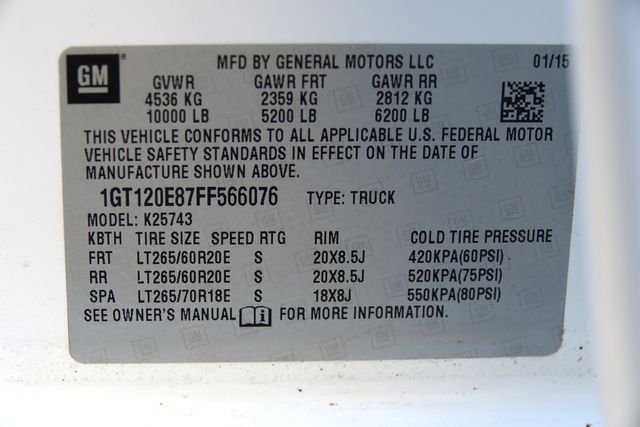 GM MFD BY GENERAL MOTORS LLC 01/15
GVWR GAWR FRT GAWR RR
4536 KG 2359 KG 2812 KG
10000 LB 5200 LB 6200 LB
THIS VEHICLE CONFORMS TO ALL APPLICABLE U.S. FEDERAL MOTOR
VEHICLE SAFETY STANDARDS IN EFFECT ON THE DATE OF
MANUFACTURE SHOWN ABOVE.
1GT120E87FF566076 TYPE: TRUCK
MODEL: K25743
KBTH TIRE SIZE SPEED RTG RIM COLD TIRE PRESSURE
FRT LT265/60R20E S 20X8.5J 420KPA(60PSI)
RR LT265/60R20E S 20X8.5J 520KPA(75PSI)
SPA LT265/70R18E S 18X8J 550KPA(80PSI)
SEE OWNER'S MANUAL FOR MORE INFORMATION.